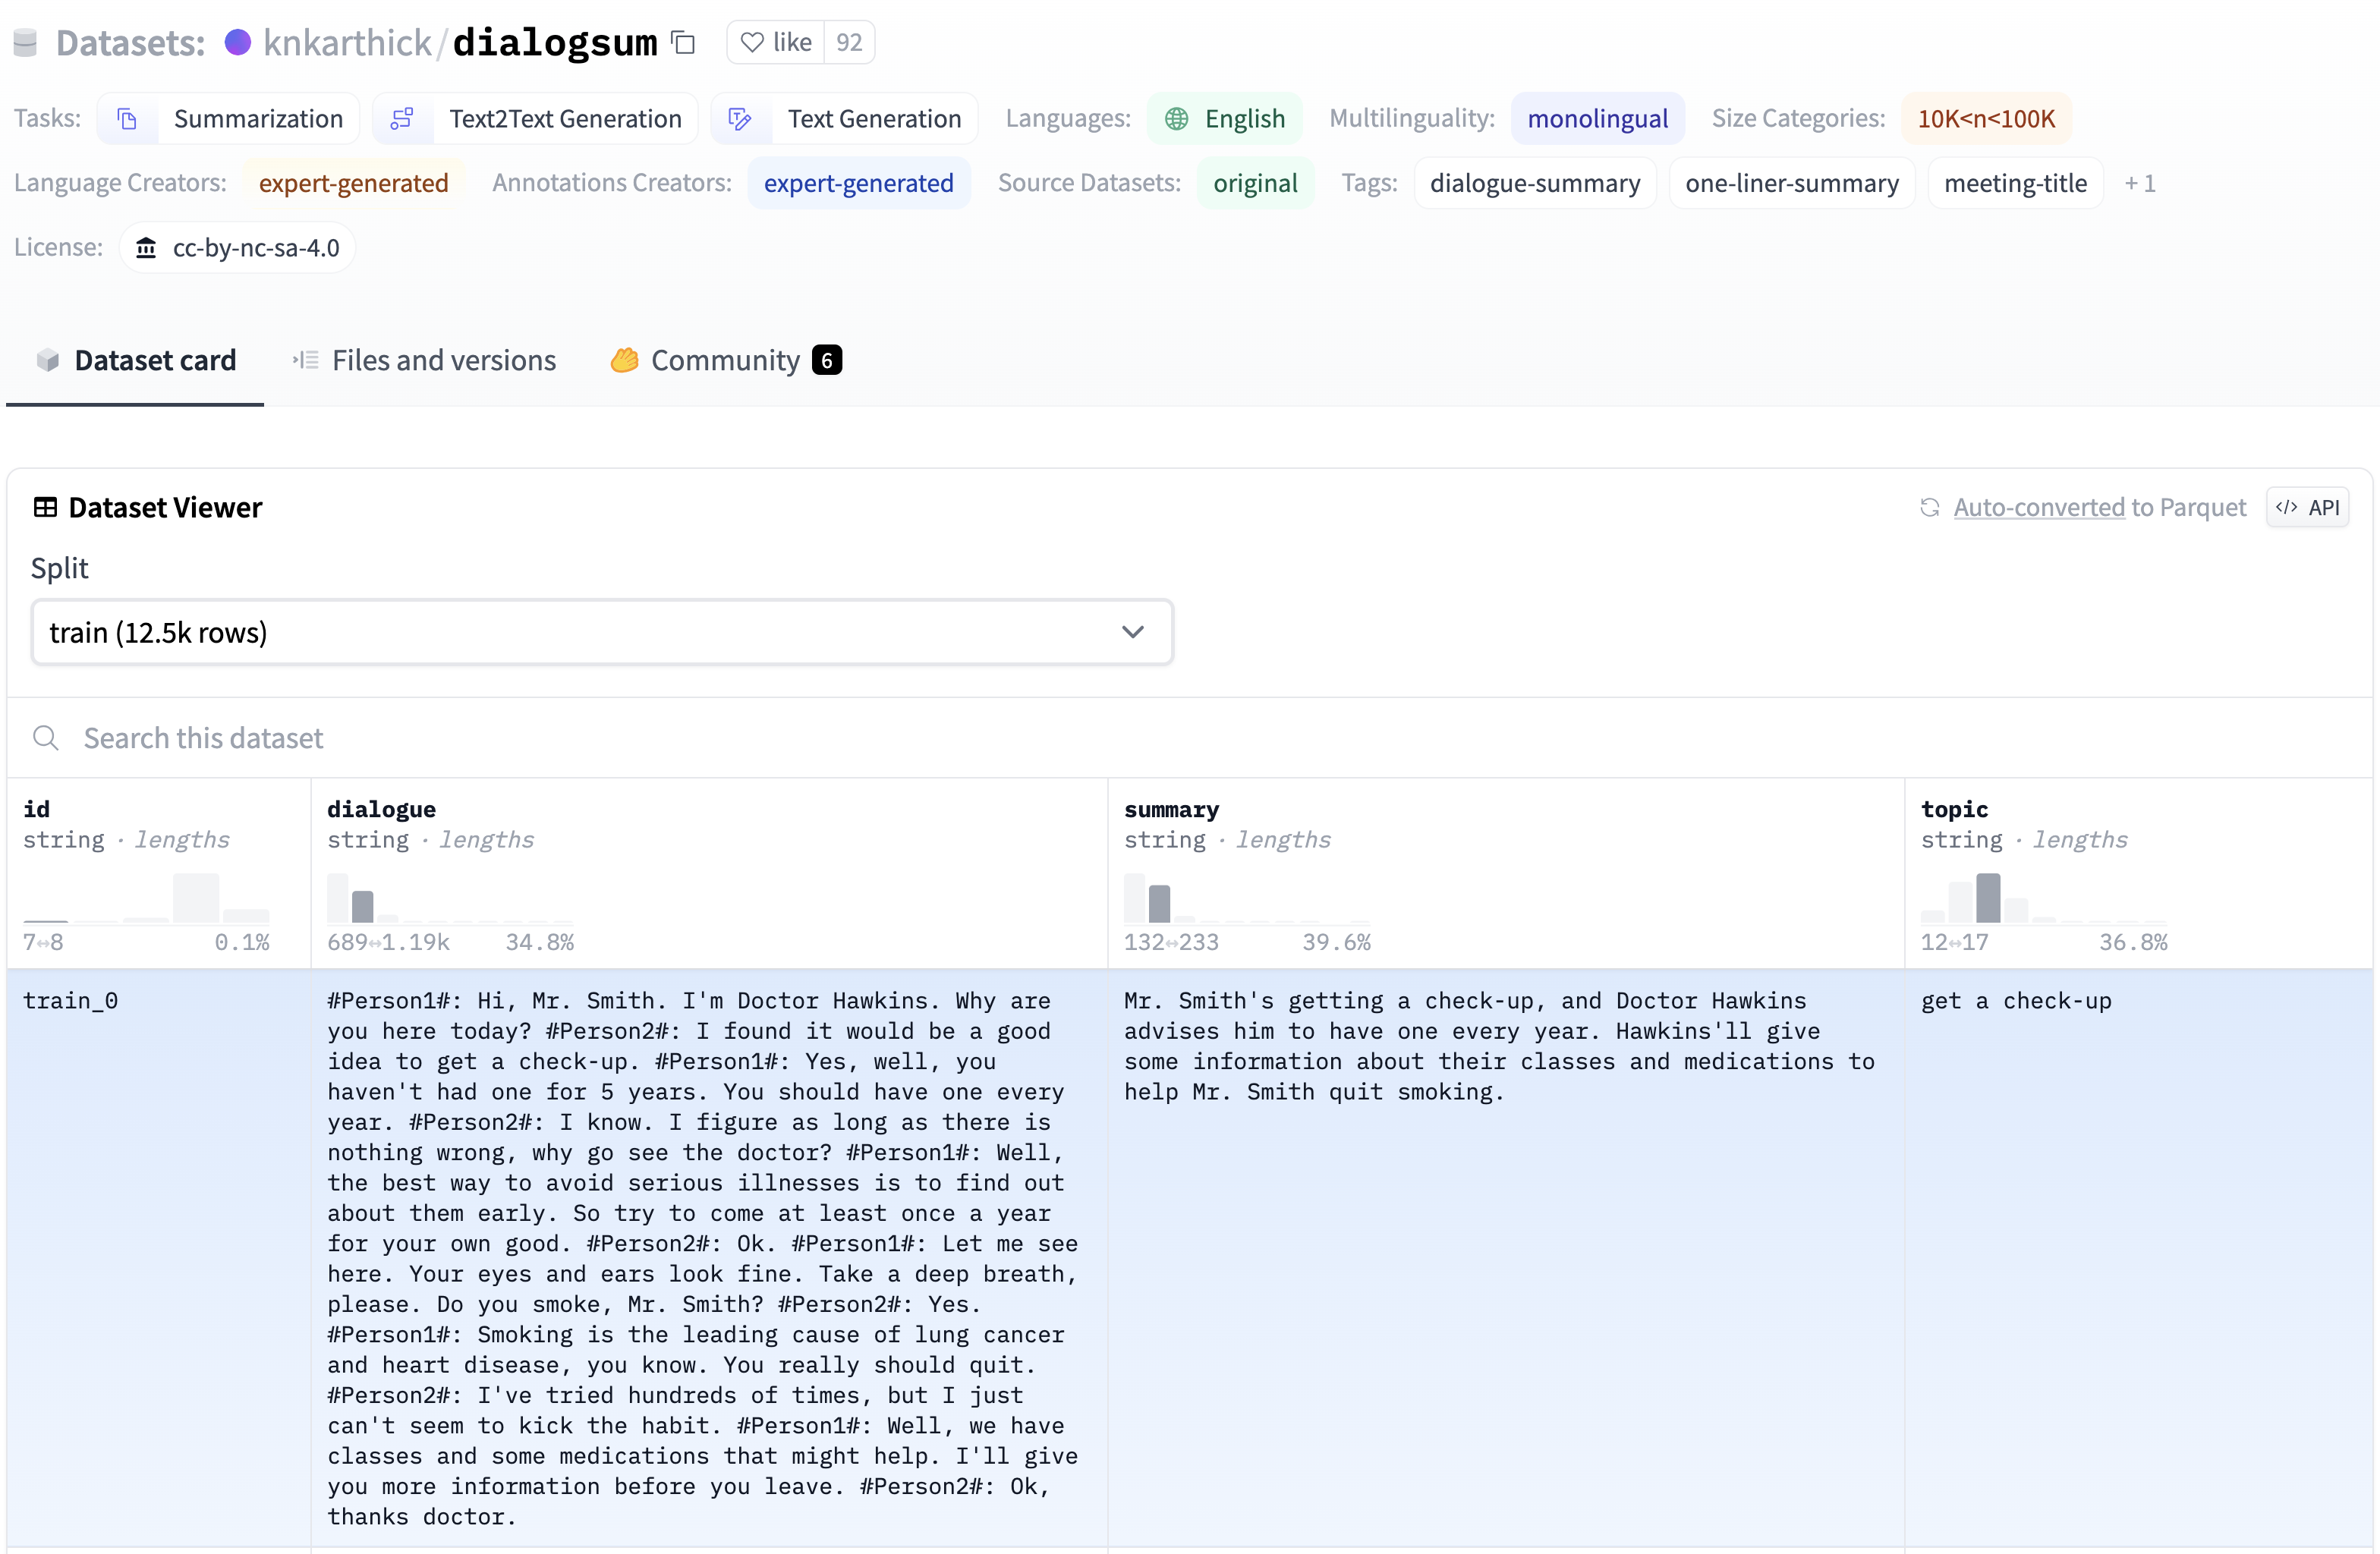 Datasets: knkarthick/dialogsum like 92
Tasks: Summarization Text2Text Generation Text Generation Languages: English Multilinguality: monolingual Size Categories: 10K<n<100K
Language Creators: expert-generated Annotations Creators: expert-generated Source Datasets: original Tags: dialogue-summary one-liner-summary meeting-title + 1
License: cc-by-nc-sa-4.0
Dataset card Files and versions Community 6
Dataset Viewer Auto-converted to Parquet </> API
Split
train (12.5k rows)
Search this dataset
id dialogue summary topic
string · lengths string · lengths string · lengths string · lengths
7↔8 0.1% 689↔1.19k 34.8% 132↔233 39.6% 12↔17 36.8%
train_0
#Person1#: Hi, Mr. Smith. I'm Doctor Hawkins. Why are
you here today? #Person2#: I found it would be a good
idea to get a check-up. #Person1#: Yes, well, you
haven't had one for 5 years. You should have one every
year. #Person2#: I know. I figure as long as there is
nothing wrong, why go see the doctor? #Person1#: Well,
the best way to avoid serious illnesses is to find out
about them early. So try to come at least once a year
for your own good. #Person2#: Ok. #Person1#: Let me see
here. Your eyes and ears look fine. Take a deep breath,
please. Do you smoke, Mr. Smith? #Person2#: Yes.
#Person1#: Smoking is the leading cause of lung cancer
and heart disease, you know. You really should quit.
#Person2#: I've tried hundreds of times, but I just
can't seem to kick the habit. #Person1#: Well, we have
classes and some medications that might help. I'll give
you more information before you leave. #Person2#: Ok,
thanks doctor.
Mr. Smith's getting a check-up, and Doctor Hawkins
advises him to have one every year. Hawkins'll give
some information about their classes and medications to
help Mr. Smith quit smoking.
get a check-up